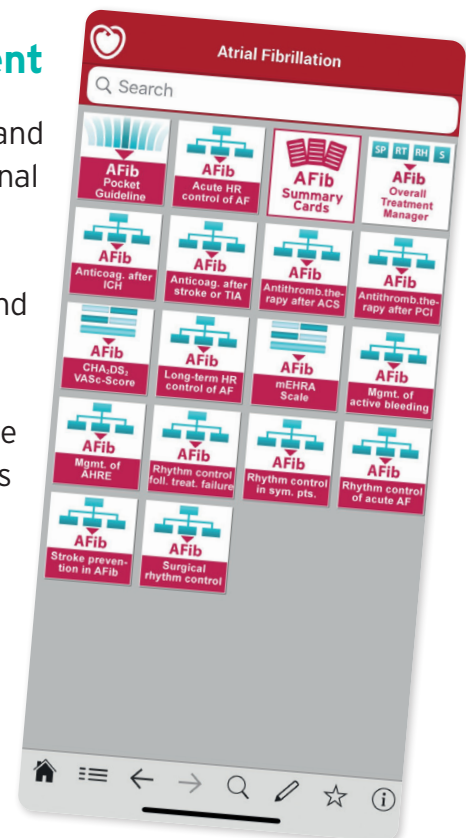 ent
and
nal
nd
e
s
Atrial Fibrillation
Search
AFib
Pocket
Guideline
AFib
Acute HR
control of AF
AFib
Summary
Cards
SP RT RH S
AFib
Overall
Treatment
Manager
AFib
Anticoag. after
ICH
AFib
Anticoag. after
stroke or TIA
AFib
Antithromb.the-
rapy after ACS
AFib
Antithromb.the-
rapy after PCI
AFib
CHA₂DS₂
VASc-Score
AFib
Long-term HR
control of AF
AFib
mEHRA
Scale
AFib
Mgmt. of
active bleeding
AFib
Mgmt. of
AHRE
AFib
Rhythm control
foll. treat. failure
AFib
Rhythm control
in sym. pts.
AFib
Rhythm control
of acute AF
AFib
Stroke preven-
tion in AFib
AFib
Surgical
rhythm control